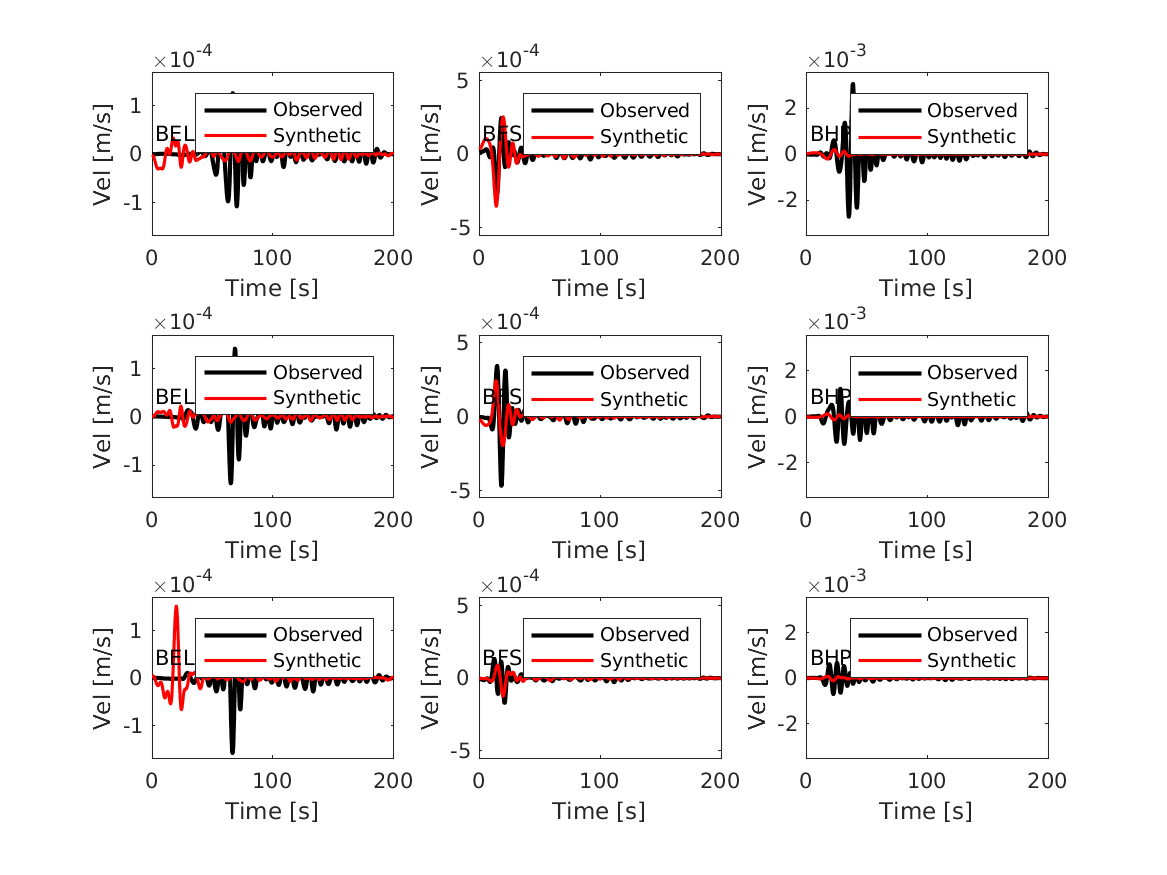 ×10-4
1
0
-1
Vel [m/s]
BEL
Observed
Synthetic
0 100 200
Time [s]
×10-4
5
0
-5
Vel [m/s]
BFS
Observed
Synthetic
0 100 200
Time [s]
×10-3
2
0
-2
Vel [m/s]
BHP
Observed
Synthetic
0 100 200
Time [s]
×10-4
1
0
-1
Vel [m/s]
BEL
Observed
Synthetic
0 100 200
Time [s]
×10-4
5
0
-5
Vel [m/s]
BFS
Observed
Synthetic
0 100 200
Time [s]
×10-3
2
0
-2
Vel [m/s]
BHP
Observed
Synthetic
0 100 200
Time [s]
×10-4
1
0
-1
Vel [m/s]
BEL
Observed
Synthetic
0 100 200
Time [s]
×10-4
5
0
-5
Vel [m/s]
BFS
Observed
Synthetic
0 100 200
Time [s]
×10-3
2
0
-2
Vel [m/s]
BHP
Observed
Synthetic
0 100 200
Time [s]